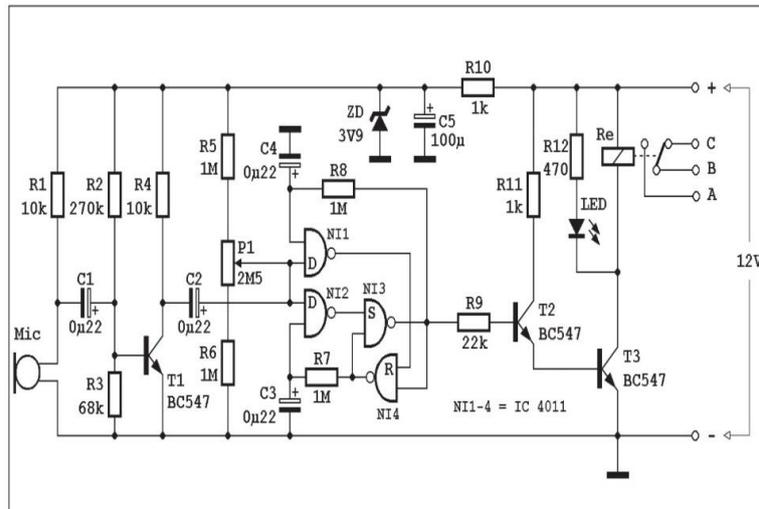 R10
1k
+
ZD
3V9
+
C5
100µ
R5
1M
C4
+
0µ22
R8
1M
R12
470
Re
C
B
A
R1
10k
R2
270k
R4
10k
R11
1k
LED
NI1
D
P1
2M5
12V
C1
+
0µ22
C2
+
0µ22
D
NI2
NI3
S
R9
22k
T2
BC547
Mic
T1
BC547
R3
68k
R6
1M
R7
1M
R
NI4
C3
+
0µ22
T3
BC547
NI1-4 = IC 4011
-